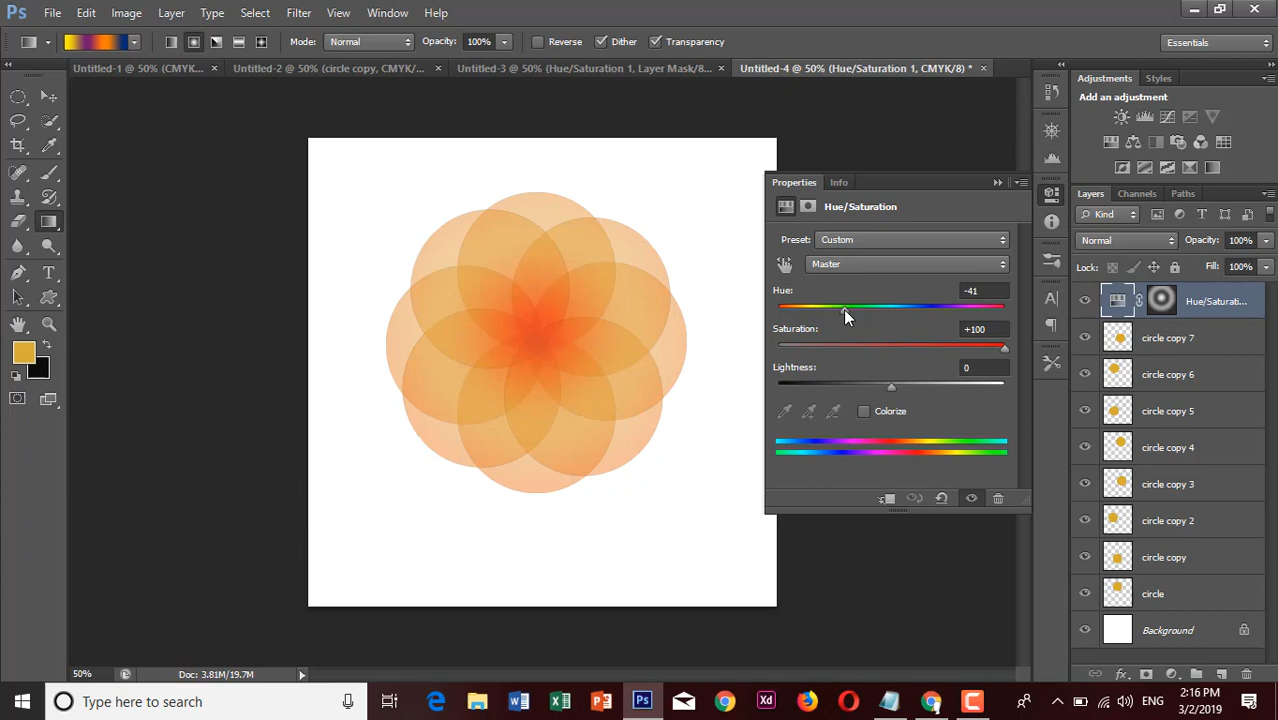 Ps File Edit Image Layer Type Select Filter View Window Help
Mode: Normal Opacity: 100% Reverse Dither Transparency Essentials
Untitled-1 @ 50% (CMYK... × Untitled-2 @ 50% (circle copy, CMYK/... × Untitled-3 @ 50% (Hue/Saturation 1, Layer Mask/8... × Untitled-4 @ 50% (Hue/Saturation 1, CMYK/8) * ×
Adjustments Styles
Add an adjustment
Properties Info
Hue/Saturation
Preset: Custom
Master
Hue: -41
Saturation: +100
Lightness: 0
Colorize
Layers Channels Paths
Kind
Normal Opacity: 100%
Lock: Fill: 100%
Hue/Saturati...
circle copy 7
circle copy 6
circle copy 5
circle copy 4
circle copy 3
circle copy 2
circle copy
circle
Background
50% Doc: 3.81M/19.7M
Type here to search
Ps
Xd
ENG
2:16 PM
3/2/2019